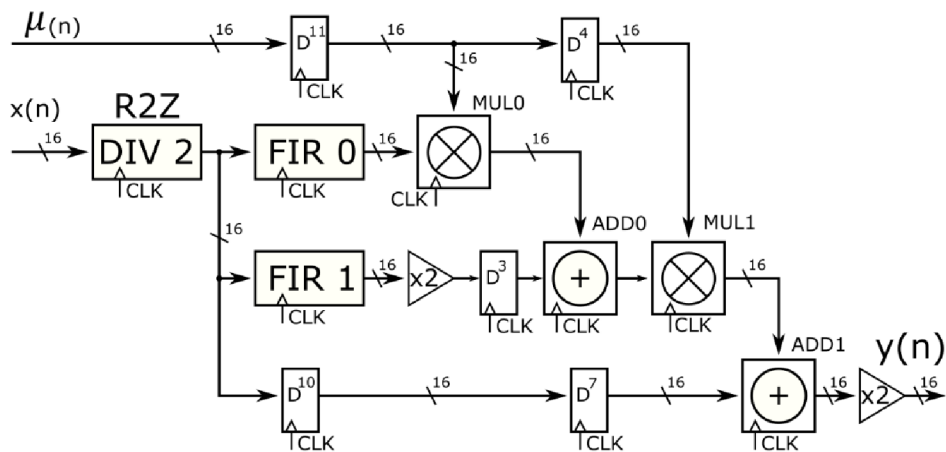 μ(n) 16 D11 16 D4 16
CLK 16 CLK
x(n) R2Z MUL0
16 DIV 2 FIR 0 16 16
CLK CLK CLK
16 ADD0 MUL1
FIR 1 16 x2 D3 + 16
CLK CLK CLK CLK
ADD1 y(n)
D10 16 D7 16 + 16 x2 16
CLK CLK CLK